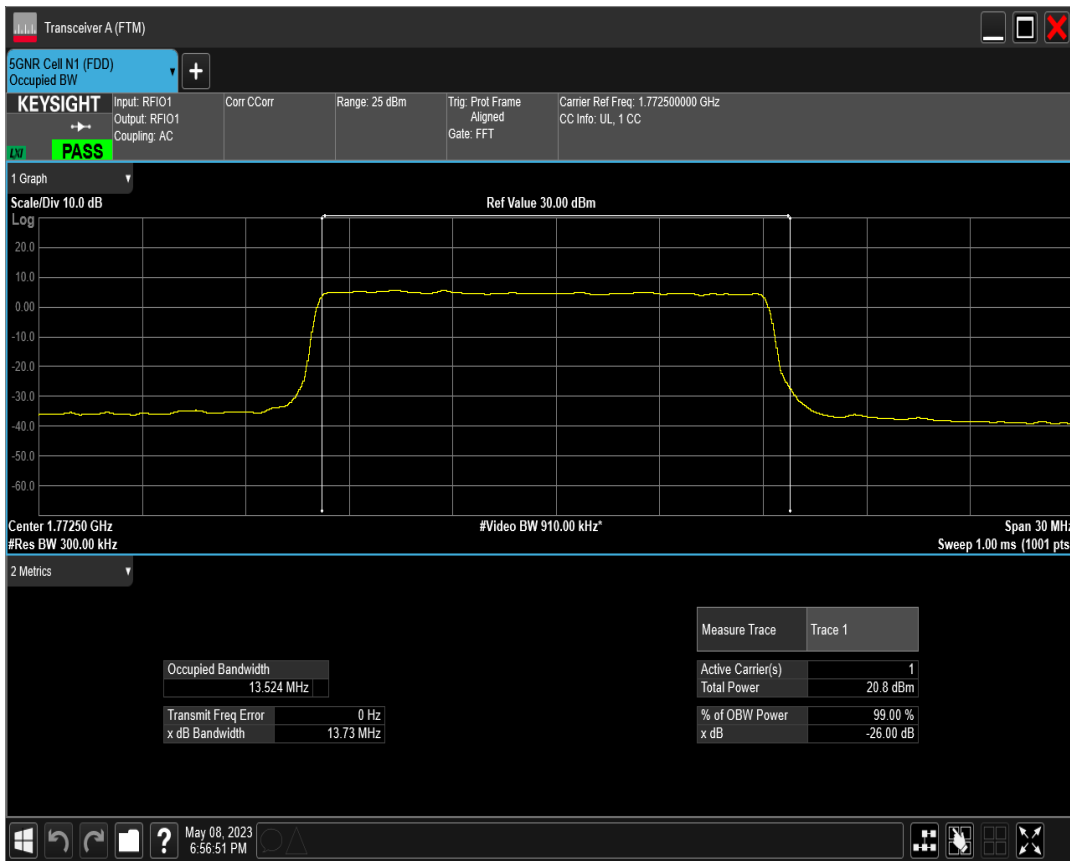 Transceiver A (FTM)
5GNR Cell N1 (FDD)
Occupied BW
+
KEYSIGHT
LXI
PASS
Input: RFIO1
Output: RFIO1
Coupling: AC
Corr CCorr
Range: 25 dBm
Trig: Prot Frame
Aligned
Gate: FFT
Carrier Ref Freq: 1.772500000 GHz
CC Info: UL, 1 CC
1 Graph
Scale/Div 10.0 dB
Ref Value 30.00 dBm
Log
20.0
10.0
0.00
-10.0
-20.0
-30.0
-40.0
-50.0
-60.0
Center 1.77250 GHz
#Video BW 910.00 kHz*
Span 30 MHz
#Res BW 300.00 kHz
Sweep 1.00 ms (1001 pts
2 Metrics
Measure Trace Trace 1
Occupied Bandwidth
13.524 MHz
Active Carrier(s) 1
Total Power 20.8 dBm
Transmit Freq Error 0 Hz
x dB Bandwidth 13.73 MHz
% of OBW Power 99.00 %
x dB -26.00 dB
?
May 08, 2023
6:56:51 PM